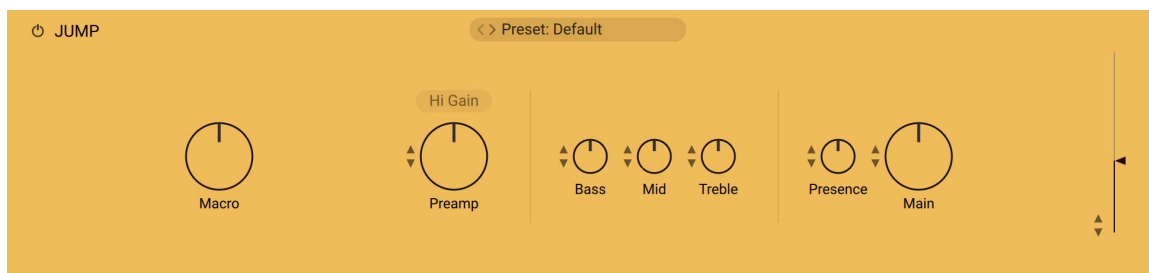 JUMP
Preset: Default
Hi Gain
Macro
Preamp
Bass
Mid
Treble
Presence
Main